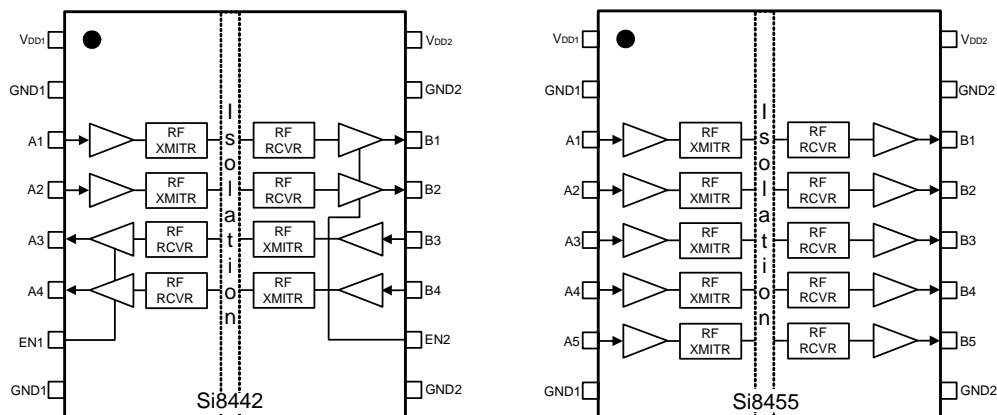 VDD1
VDD2
GND1
GND2
A1
RF XMITR
RF RCVR
B1
A2
RF XMITR
RF RCVR
B2
A3
RF RCVR
RF XMITR
B3
A4
RF RCVR
RF XMITR
B4
EN1
EN2
GND1
GND2
Isolation
Si8442
VDD1
VDD2
GND1
GND2
A1
RF XMITR
RF RCVR
B1
A2
RF XMITR
RF RCVR
B2
A3
RF XMITR
RF RCVR
B3
A4
RF XMITR
RF RCVR
B4
A5
RF XMITR
RF RCVR
B5
GND1
GND2
Isolation
Si8455